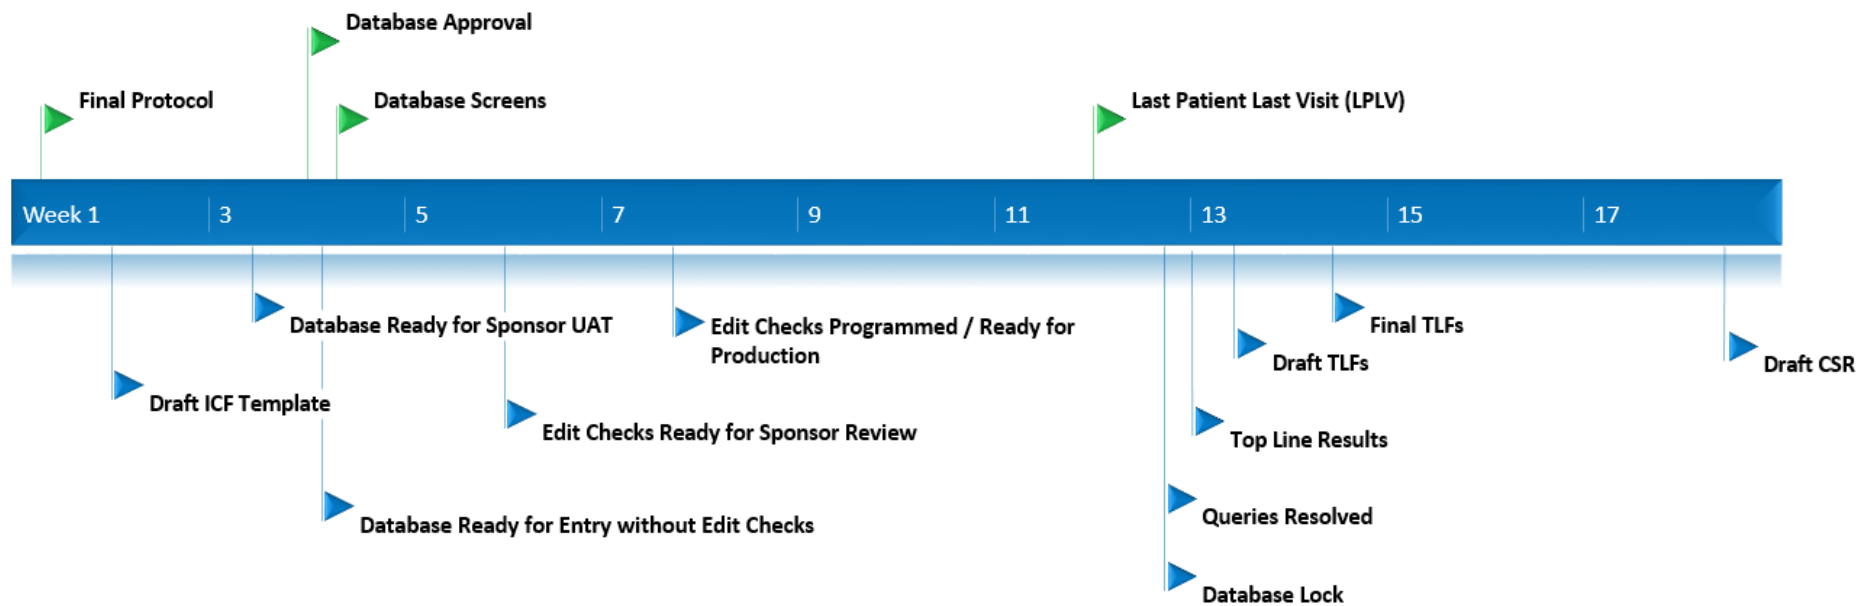 Database Approval
Final Protocol
Database Screens
Last Patient Last Visit (LPLV)
Week 1
3
5
7
9
11
13
15
17
Database Ready for Sponsor UAT
Edit Checks Programmed / Ready for
Production
Final TLFs
Draft TLFs
Draft CSR
Draft ICF Template
Edit Checks Ready for Sponsor Review
Top Line Results
Database Ready for Entry without Edit Checks
Queries Resolved
Database Lock